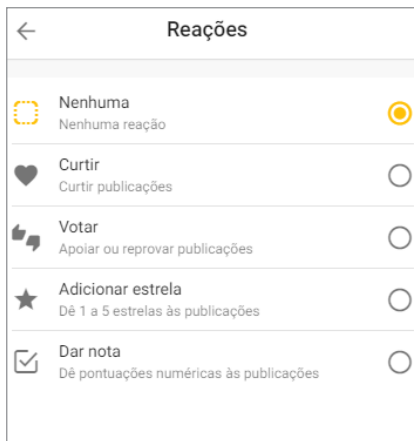 Reações
Nenhuma
Nenhuma reação
Curtir
Curtir publicações
Votar
Apoiar ou reprovar publicações
Adicionar estrela
Dê 1 a 5 estrelas às publicações
Dar nota
Dê pontuações numéricas às publicações